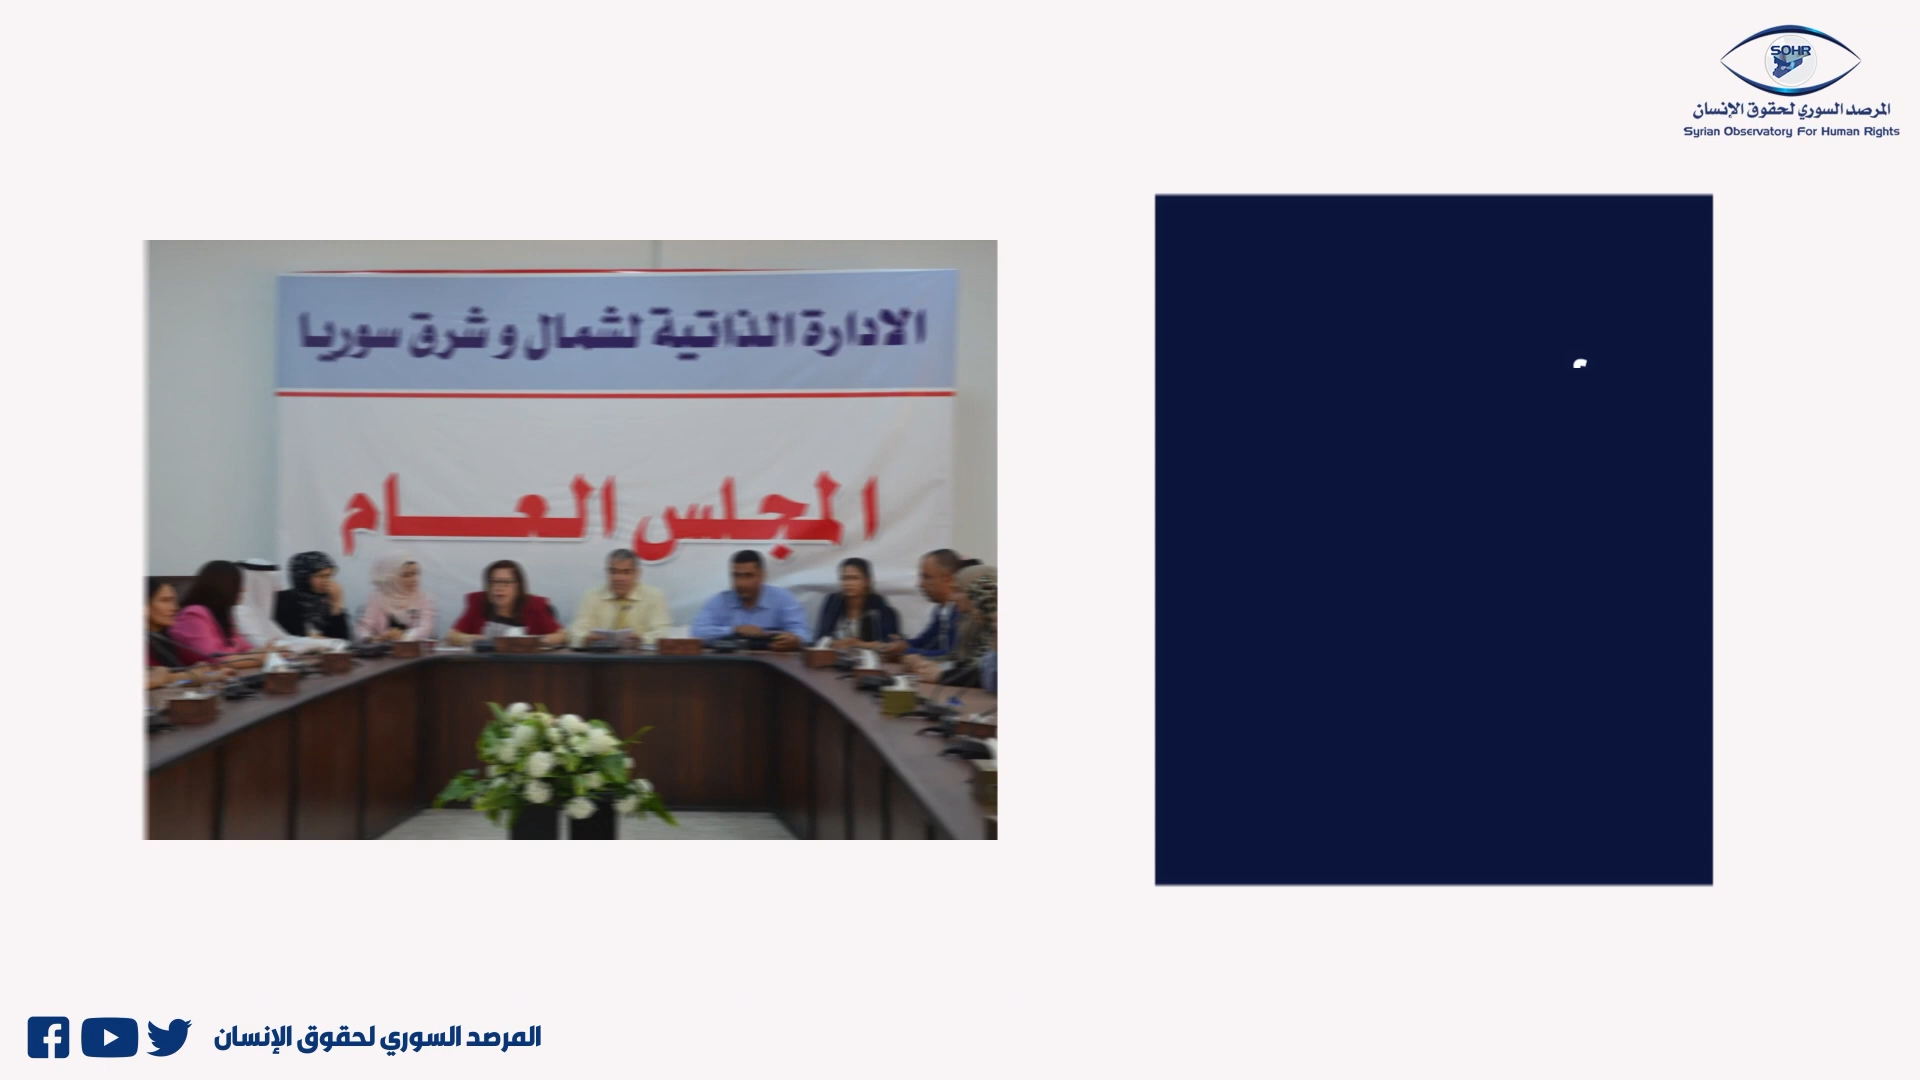 SOHR
المرصد السوري لحقوق الإنسان
Syrian Observatory For Human Rights
الادارة الذاتية لشمال و شرق سوريا
المجلس العـــام
المرصد السوري لحقوق الإنسان